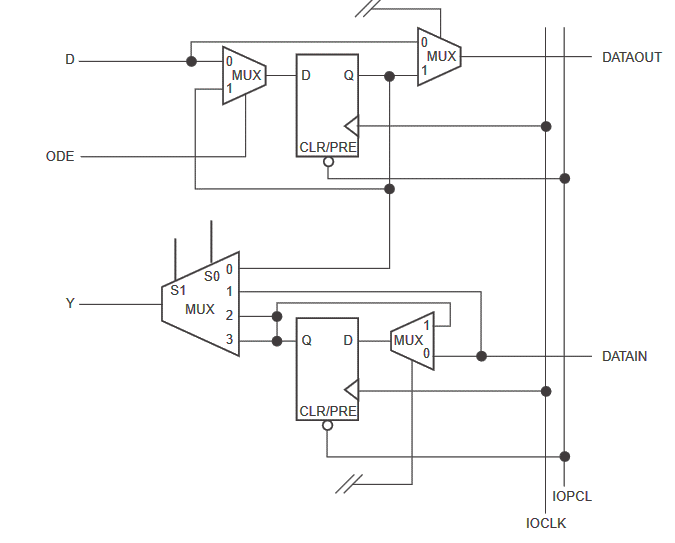 0
D
0
MUX
DATAOUT
MUX
D
Q
1
1
CLR/PRE
ODE
S0
0
S1
1
Y
MUX
2
1
3
Q
D
MUX
0
DATAIN
CLR/PRE
IOPCL
IOCLK